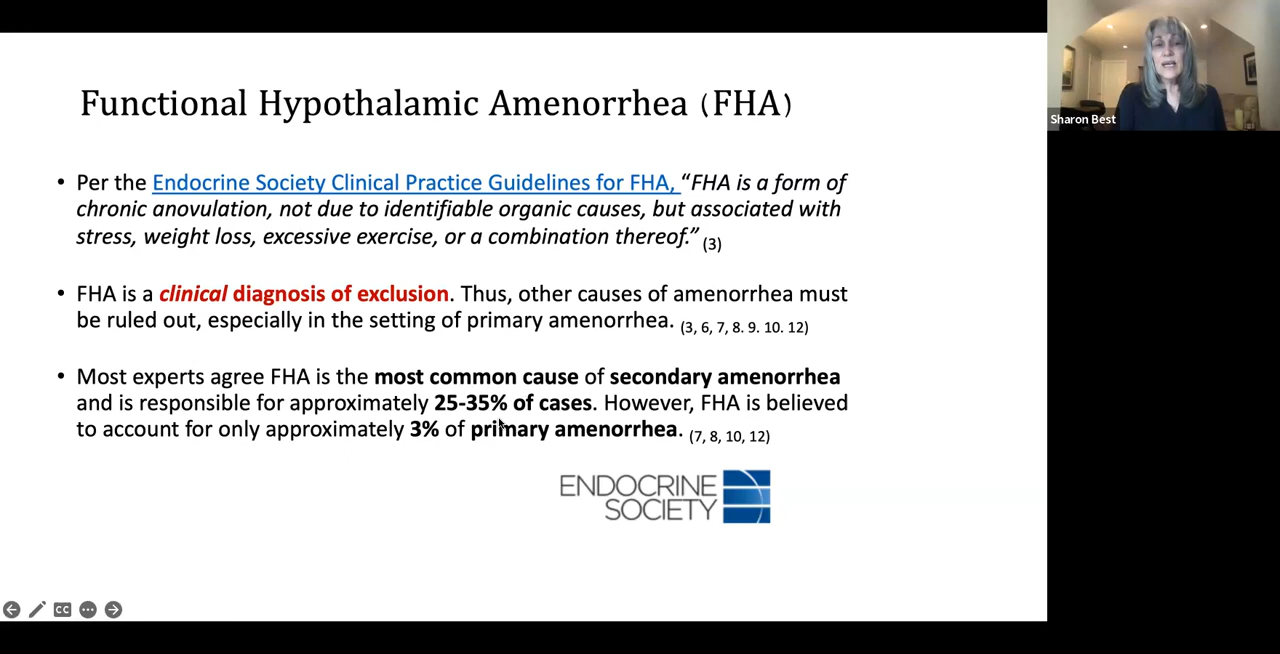 Functional Hypothalamic Amenorrhea (FHA)
• Per the Endocrine Society Clinical Practice Guidelines for FHA, “FHA is a form of
chronic anovulation, not due to identifiable organic causes, but associated with
stress, weight loss, excessive exercise, or a combination thereof.” (3)
• FHA is a clinical diagnosis of exclusion. Thus, other causes of amenorrhea must
be ruled out, especially in the setting of primary amenorrhea. (3, 6, 7, 8. 9. 10. 12)
• Most experts agree FHA is the most common cause of secondary amenorrhea
and is responsible for approximately 25-35% of cases. However, FHA is believed
to account for only approximately 3% of primary amenorrhea. (7, 8, 10, 12)
ENDOCRINE
SOCIETY
CC
Sharon Best